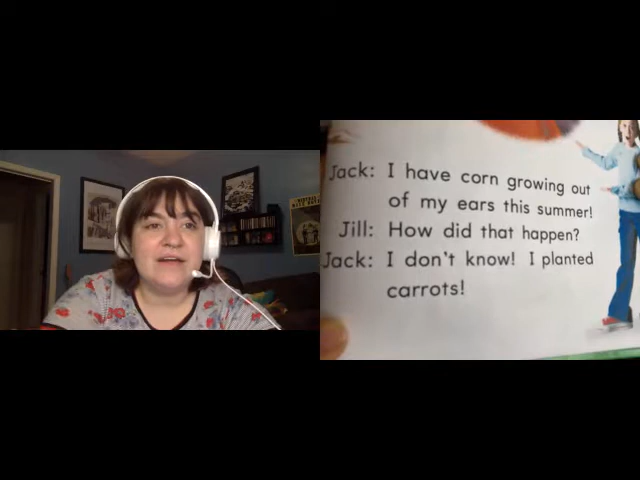 Jack: I have corn growing out
of my ears this summer!
Jill: How did that happen?
Jack: I don't know! I planted
carrots!